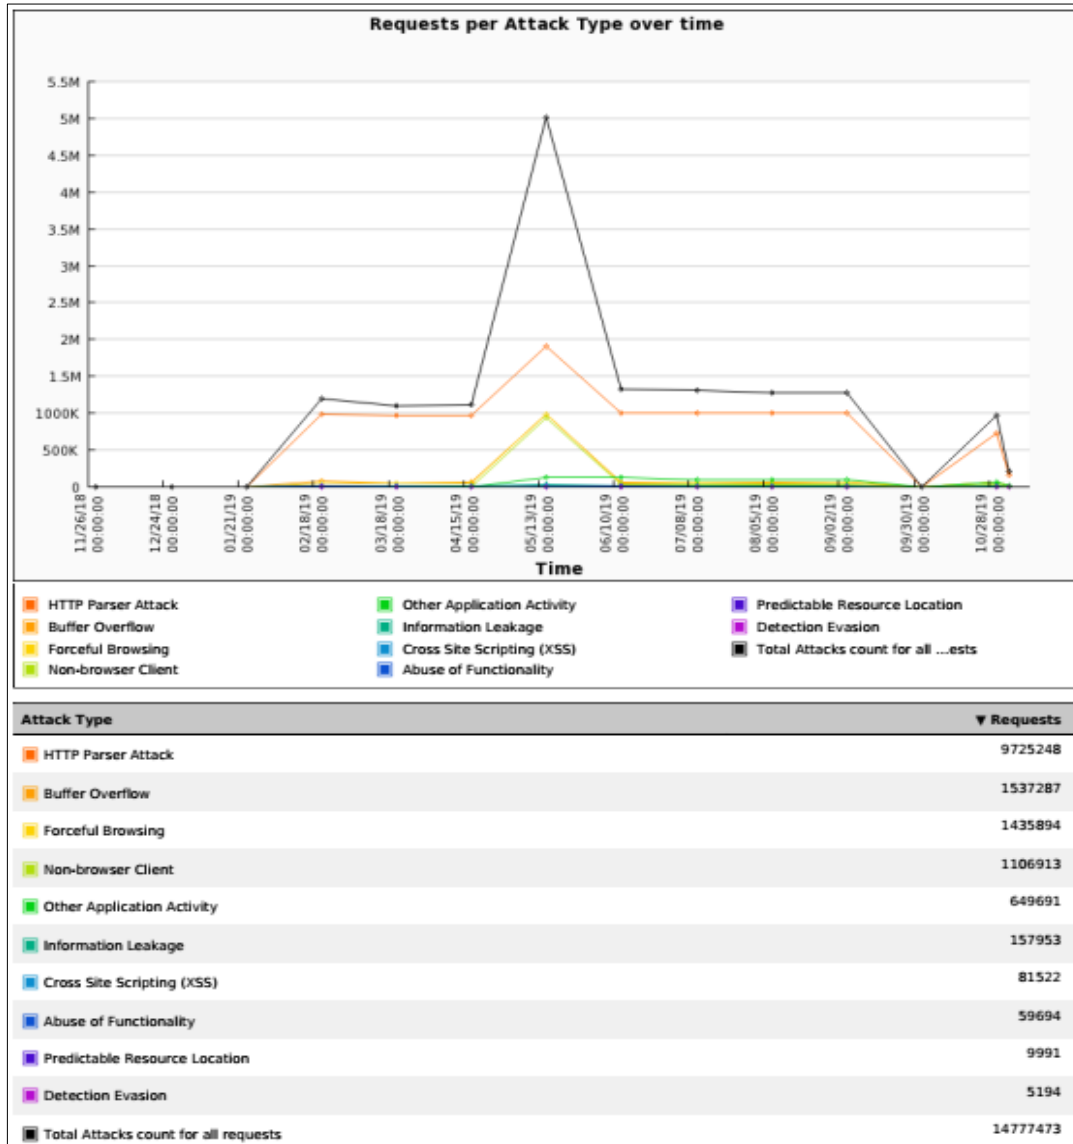 Requests per Attack Type over time
5.5M
5M
4.5M
4M
3.5M
3M
2.5M
2M
1.5M
1000K
500K
0
11/26/18 00:00:00
12/24/18 00:00:00
01/21/19 00:00:00
02/18/19 00:00:00
03/18/19 00:00:00
04/15/19 00:00:00
05/13/19 00:00:00
06/10/19 00:00:00
07/08/19 00:00:00
08/05/19 00:00:00
09/02/19 00:00:00
09/30/19 00:00:00
10/28/19 00:00:00
Time
HTTP Parser Attack Other Application Activity Predictable Resource Location
Buffer Overflow Information Leakage Detection Evasion
Forceful Browsing Cross Site Scripting (XSS) Total Attacks count for all ...ests
Non-browser Client Abuse of Functionality
Attack Type ▼ Requests
HTTP Parser Attack 9725248
Buffer Overflow 1537287
Forceful Browsing 1435894
Non-browser Client 1106913
Other Application Activity 649691
Information Leakage 157953
Cross Site Scripting (XSS) 81522
Abuse of Functionality 59694
Predictable Resource Location 9991
Detection Evasion 5194
Total Attacks count for all requests 14777473